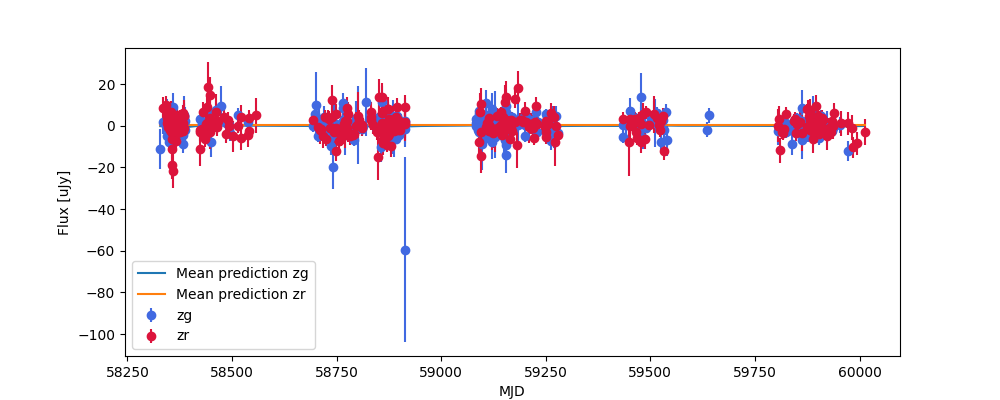 20
0
−20
−40
−60
−80
−100
Flux [uJy]
Mean prediction zg
Mean prediction zr
zg
zr
58250 58500 58750 59000 59250 59500 59750 60000
MJD